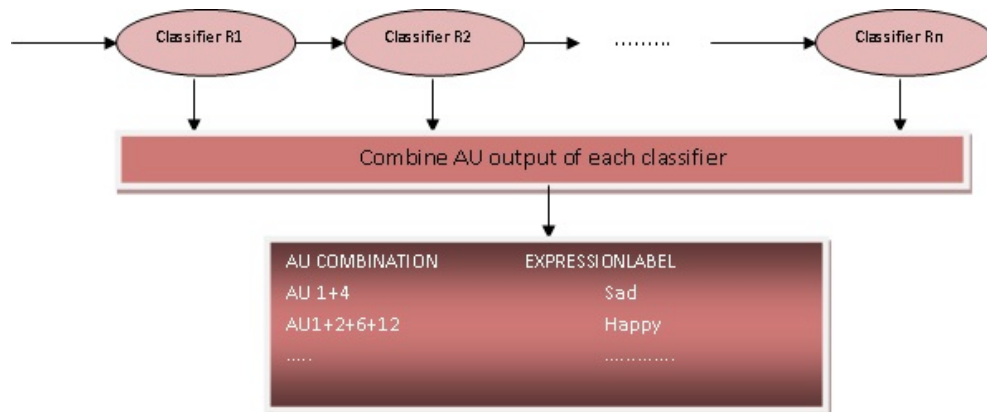 Classifier R1
Classifier R2
.........
Classifier Rn
Combine AU output of each classifier
AU COMBINATION EXPRESSIONLABEL
AU 1+4 Sad
AU1+2+6+12 Happy
..... .............